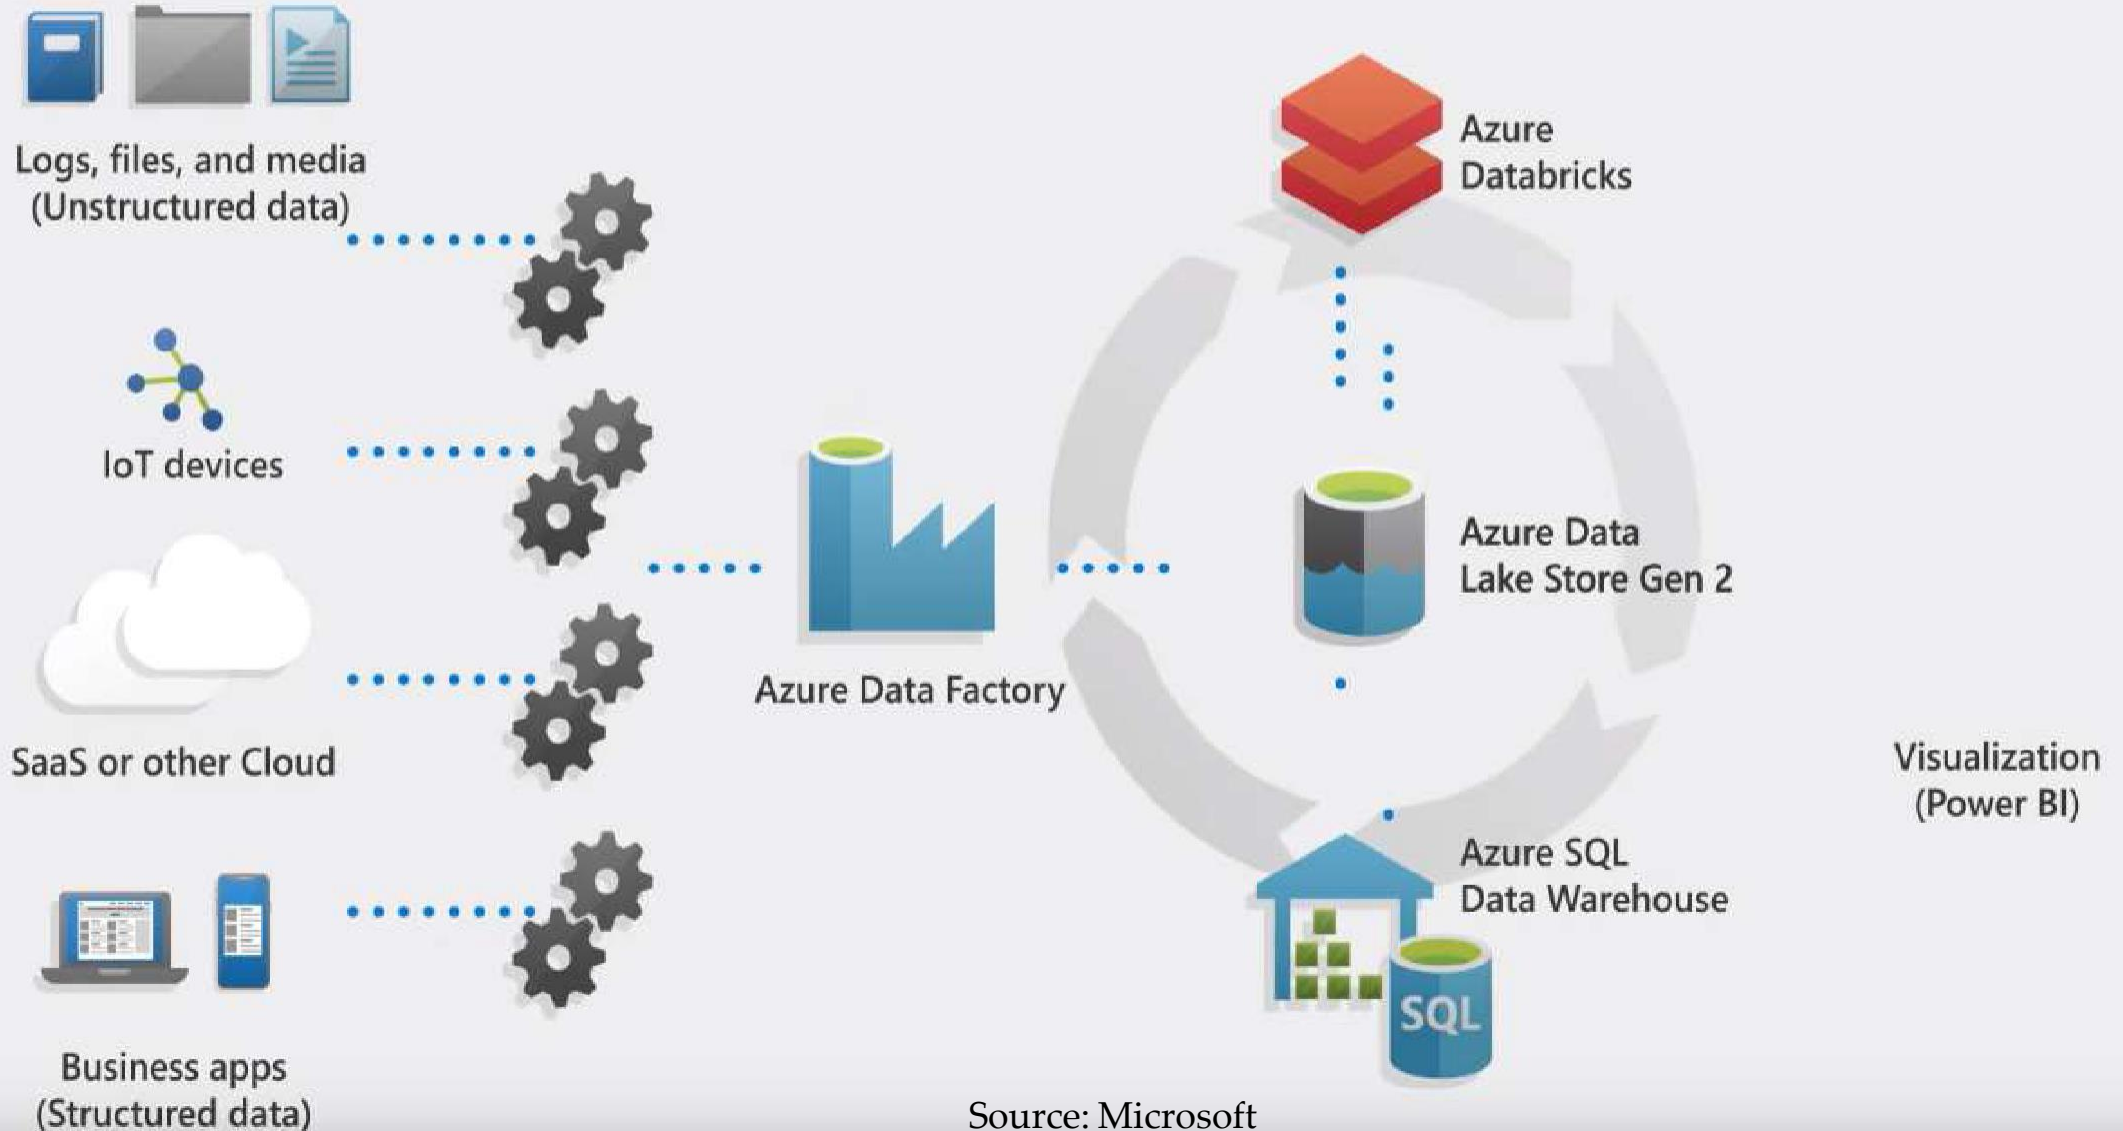 Logs, files, and media
(Unstructured data)
IoT devices
SaaS or other Cloud
Business apps
(Structured data)
Azure Data Factory
Azure
Databricks
Azure Data
Lake Store Gen 2
Azure SQL
Data Warehouse
SQL
Visualization
(Power BI)
Source: Microsoft